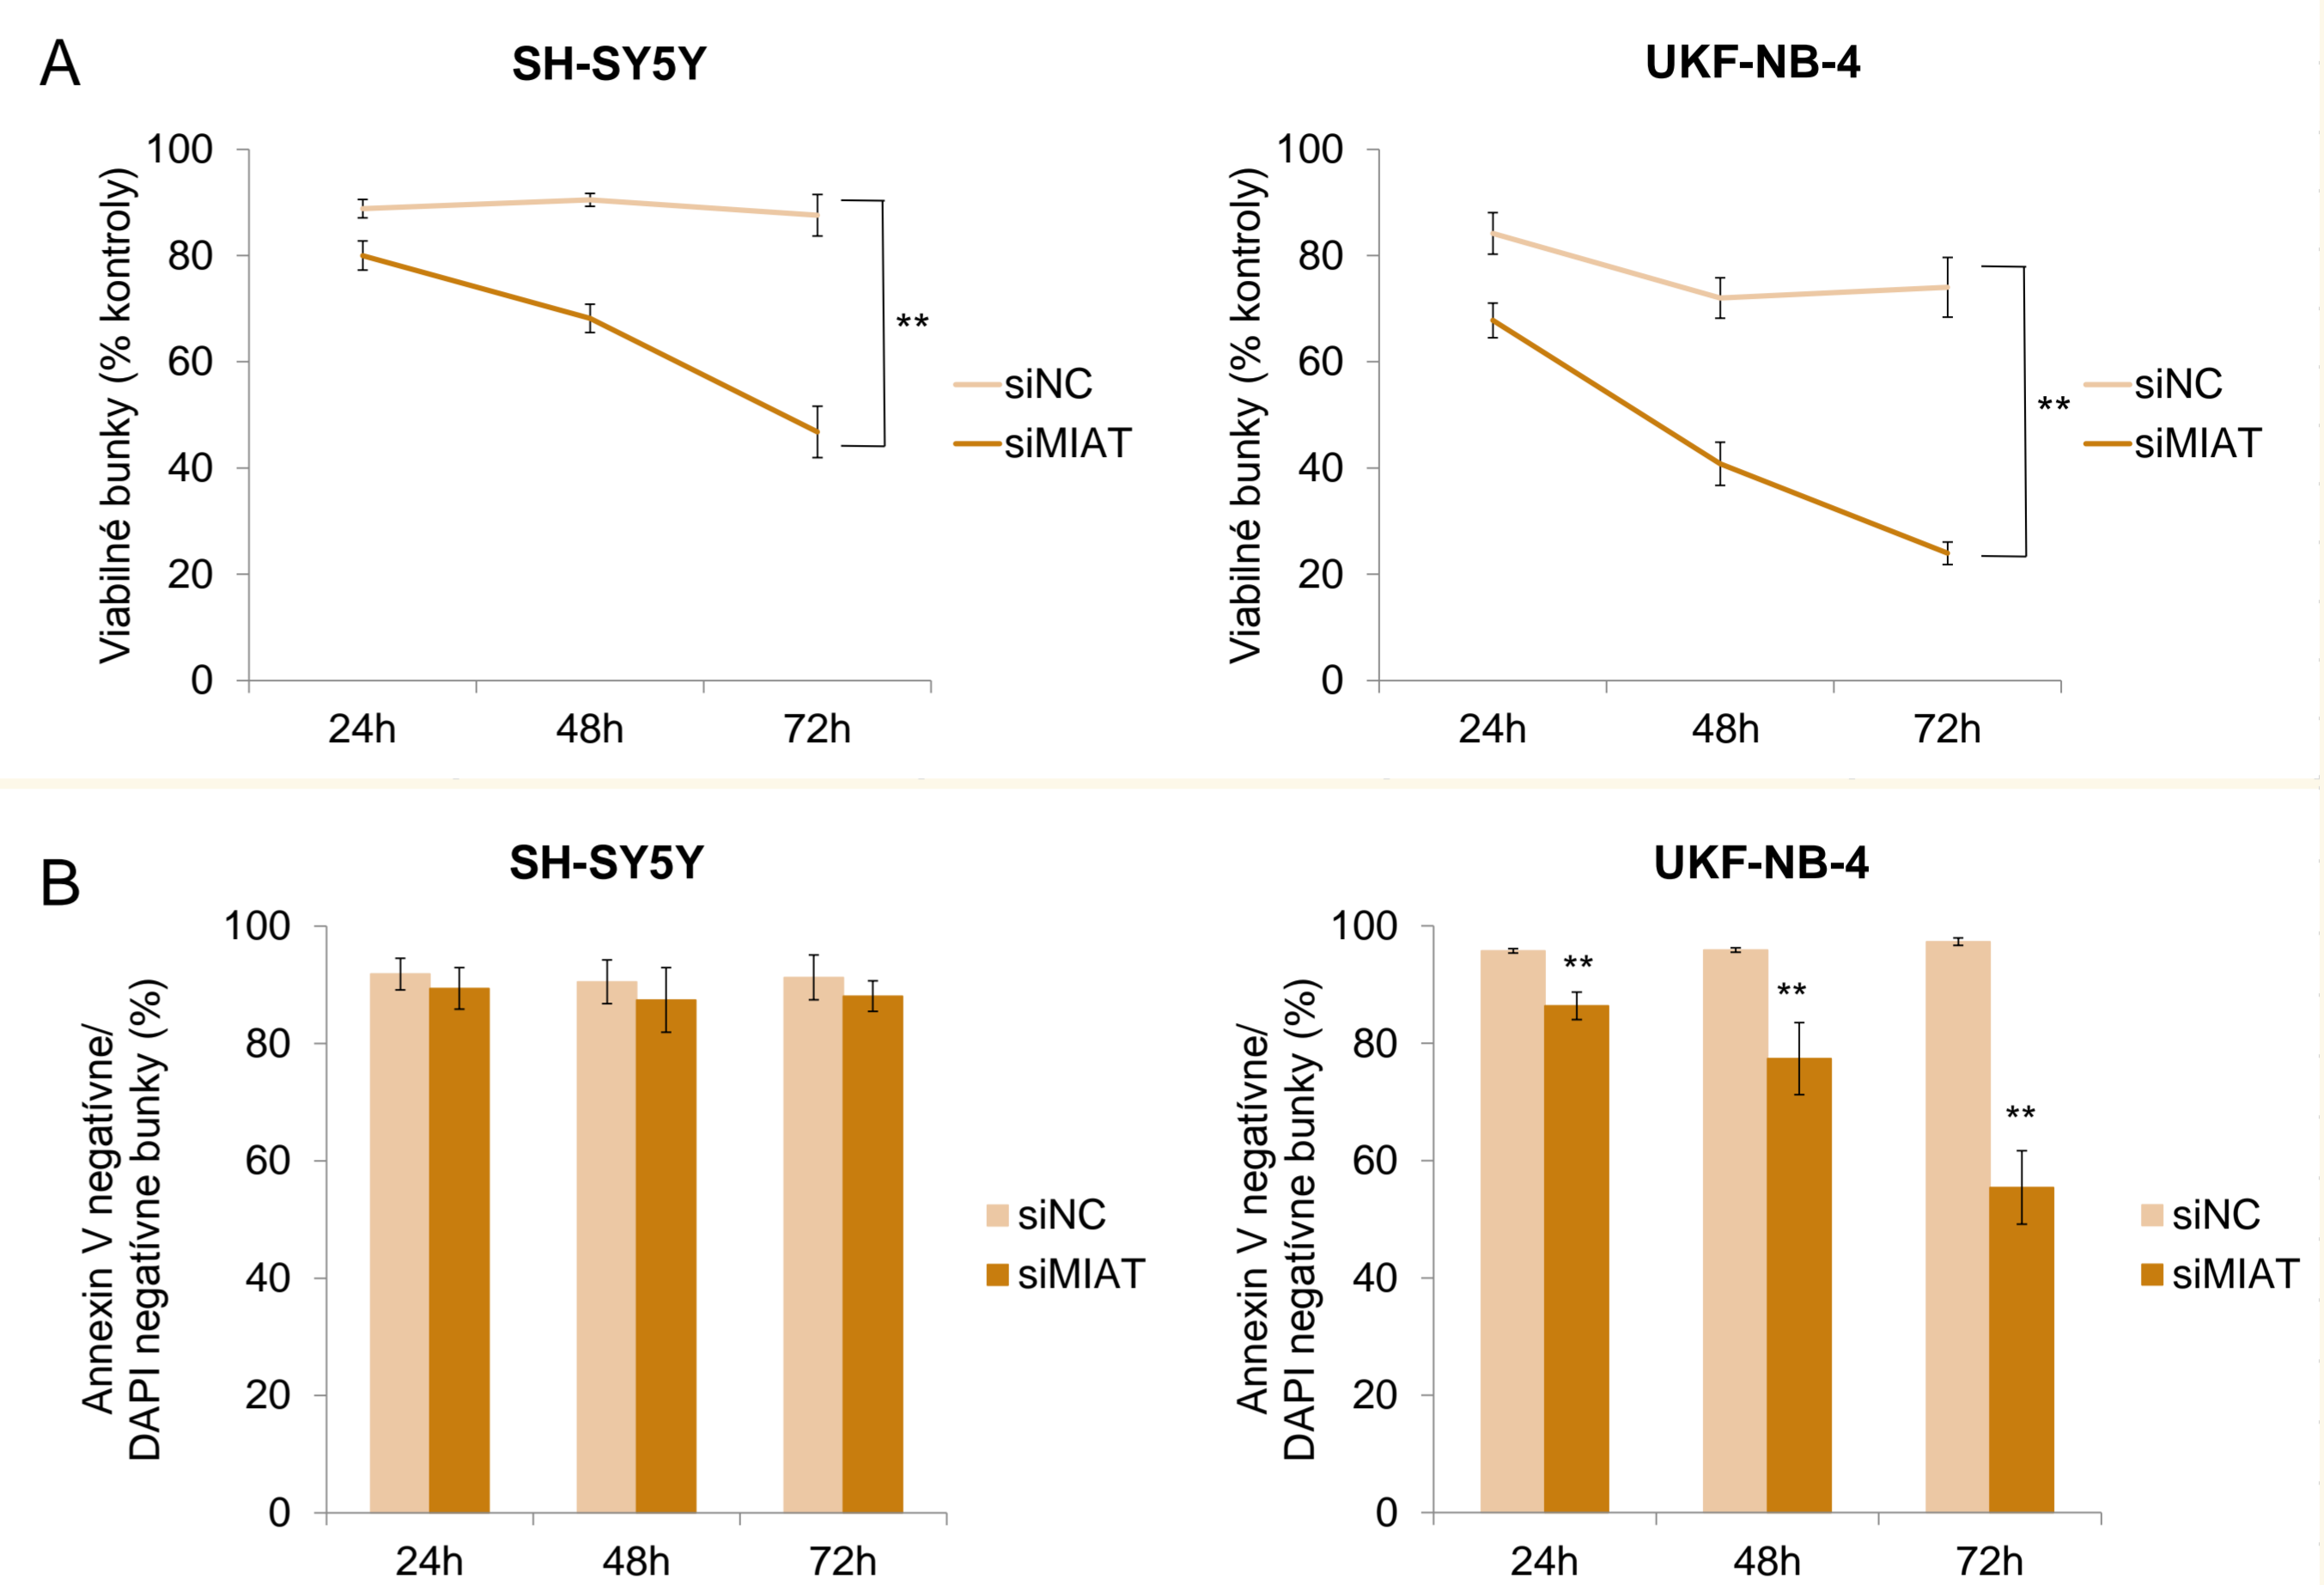 A
SH-SY5Y
Viabilné bunky (% kontroly)
100
80
60
40
20
0
24h 48h 72h
**
siNC
siMIAT
UKF-NB-4
Viabilné bunky (% kontroly)
100
80
60
40
20
0
24h 48h 72h
**
siNC
siMIAT
B
SH-SY5Y
Annexin V negatívne/
DAPI negatívne bunky (%)
100
80
60
40
20
0
24h 48h 72h
siNC
siMIAT
UKF-NB-4
Annexin V negatívne/
DAPI negatívne bunky (%)
100
80
60
40
20
0
**
**
**
24h 48h 72h
siNC
siMIAT